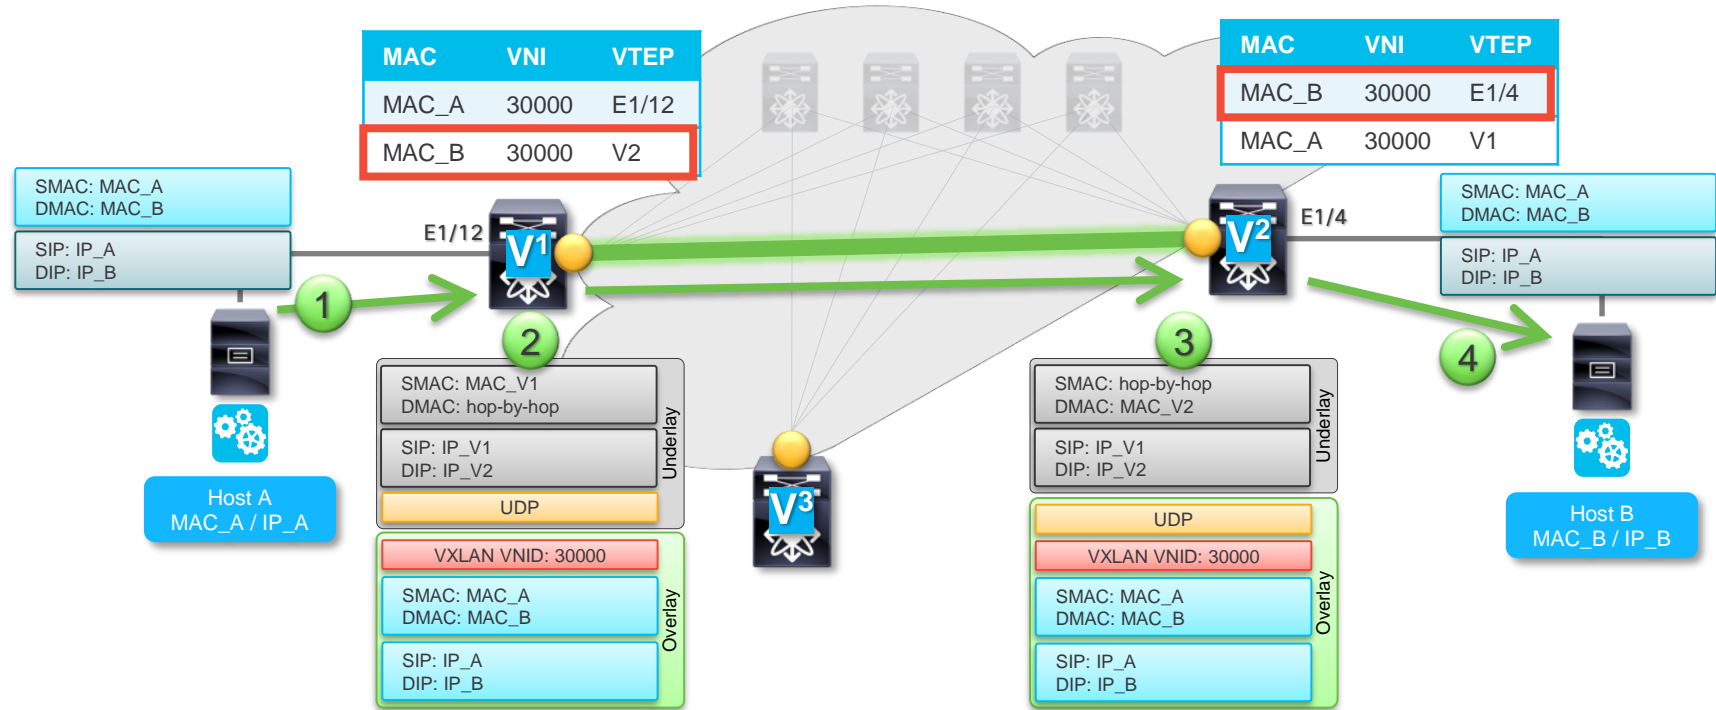 MAC VNI VTEP
MAC_A 30000 E1/12
MAC_B 30000 V2
MAC VNI VTEP
MAC_B 30000 E1/4
MAC_A 30000 V1
SMAC: MAC_A
DMAC: MAC_B
SIP: IP_A
DIP: IP_B
E1/12
V1
V2
E1/4
SMAC: MAC_A
DMAC: MAC_B
SIP: IP_A
DIP: IP_B
1
2
3
4
SMAC: MAC_V1
DMAC: hop-by-hop
SIP: IP_V1
DIP: IP_V2
UDP
Underlay
VXLAN VNID: 30000
SMAC: MAC_A
DMAC: MAC_B
SIP: IP_A
DIP: IP_B
Overlay
V3
SMAC: hop-by-hop
DMAC: MAC_V2
SIP: IP_V1
DIP: IP_V2
Underlay
UDP
VXLAN VNID: 30000
SMAC: MAC_A
DMAC: MAC_B
SIP: IP_A
DIP: IP_B
Overlay
Host A
MAC_A / IP_A
Host B
MAC_B / IP_B